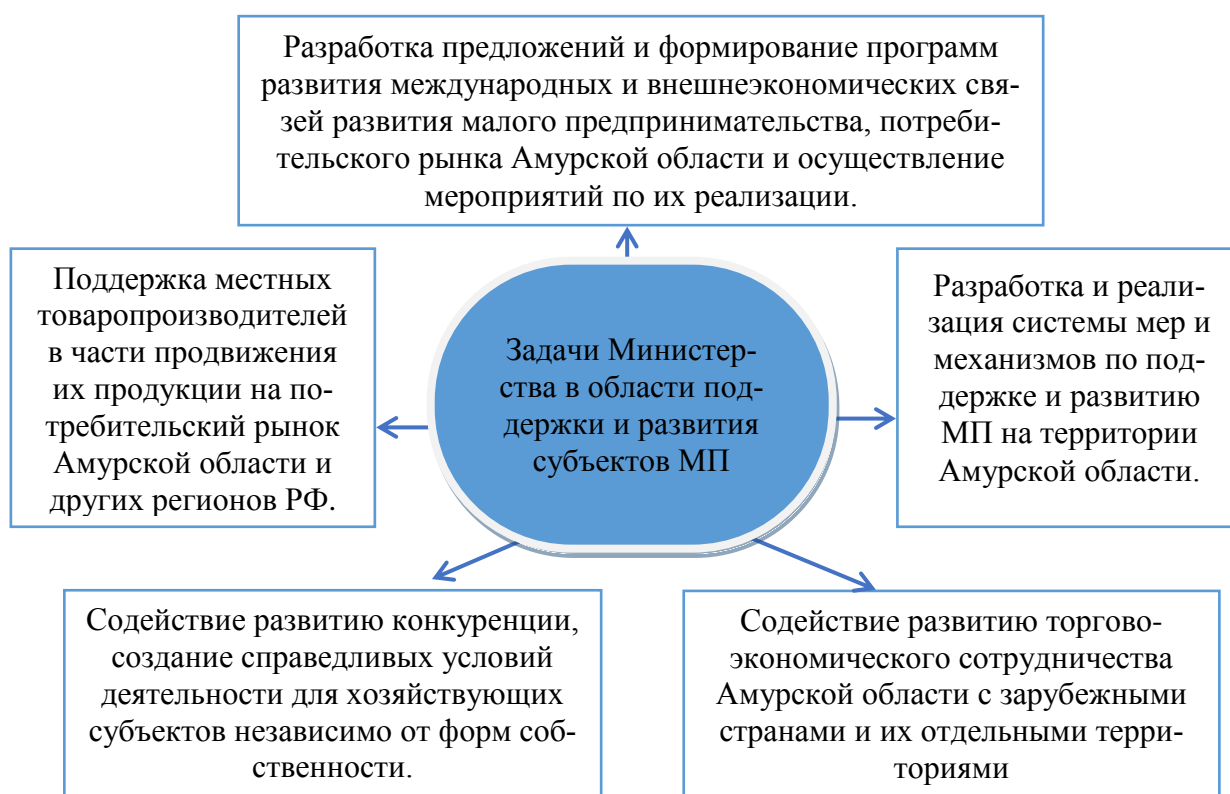 Разработка предложений и формирование программ
развития международных и внешнеэкономических свя-
зей развития малого предпринимательства, потреби-
тельского рынка Амурской области и осуществление
мероприятий по их реализации.
Поддержка местных
товаропроизводителей
в части продвижения
их продукции на по-
требительский рынок
Амурской области и
других регионов РФ.
Задачи Министер-
ства в области под-
держки и развития
субъектов МП
Разработка и реали-
зация системы мер и
механизмов по под-
держке и развитию
МП на территории
Амурской области.
Содействие развитию конкуренции,
создание справедливых условий
деятельности для хозяйствующих
субъектов независимо от форм соб-
ственности.
Содействие развитию торгово-
экономического сотрудничества
Амурской области с зарубежными
странами и их отдельными терри-
ториями